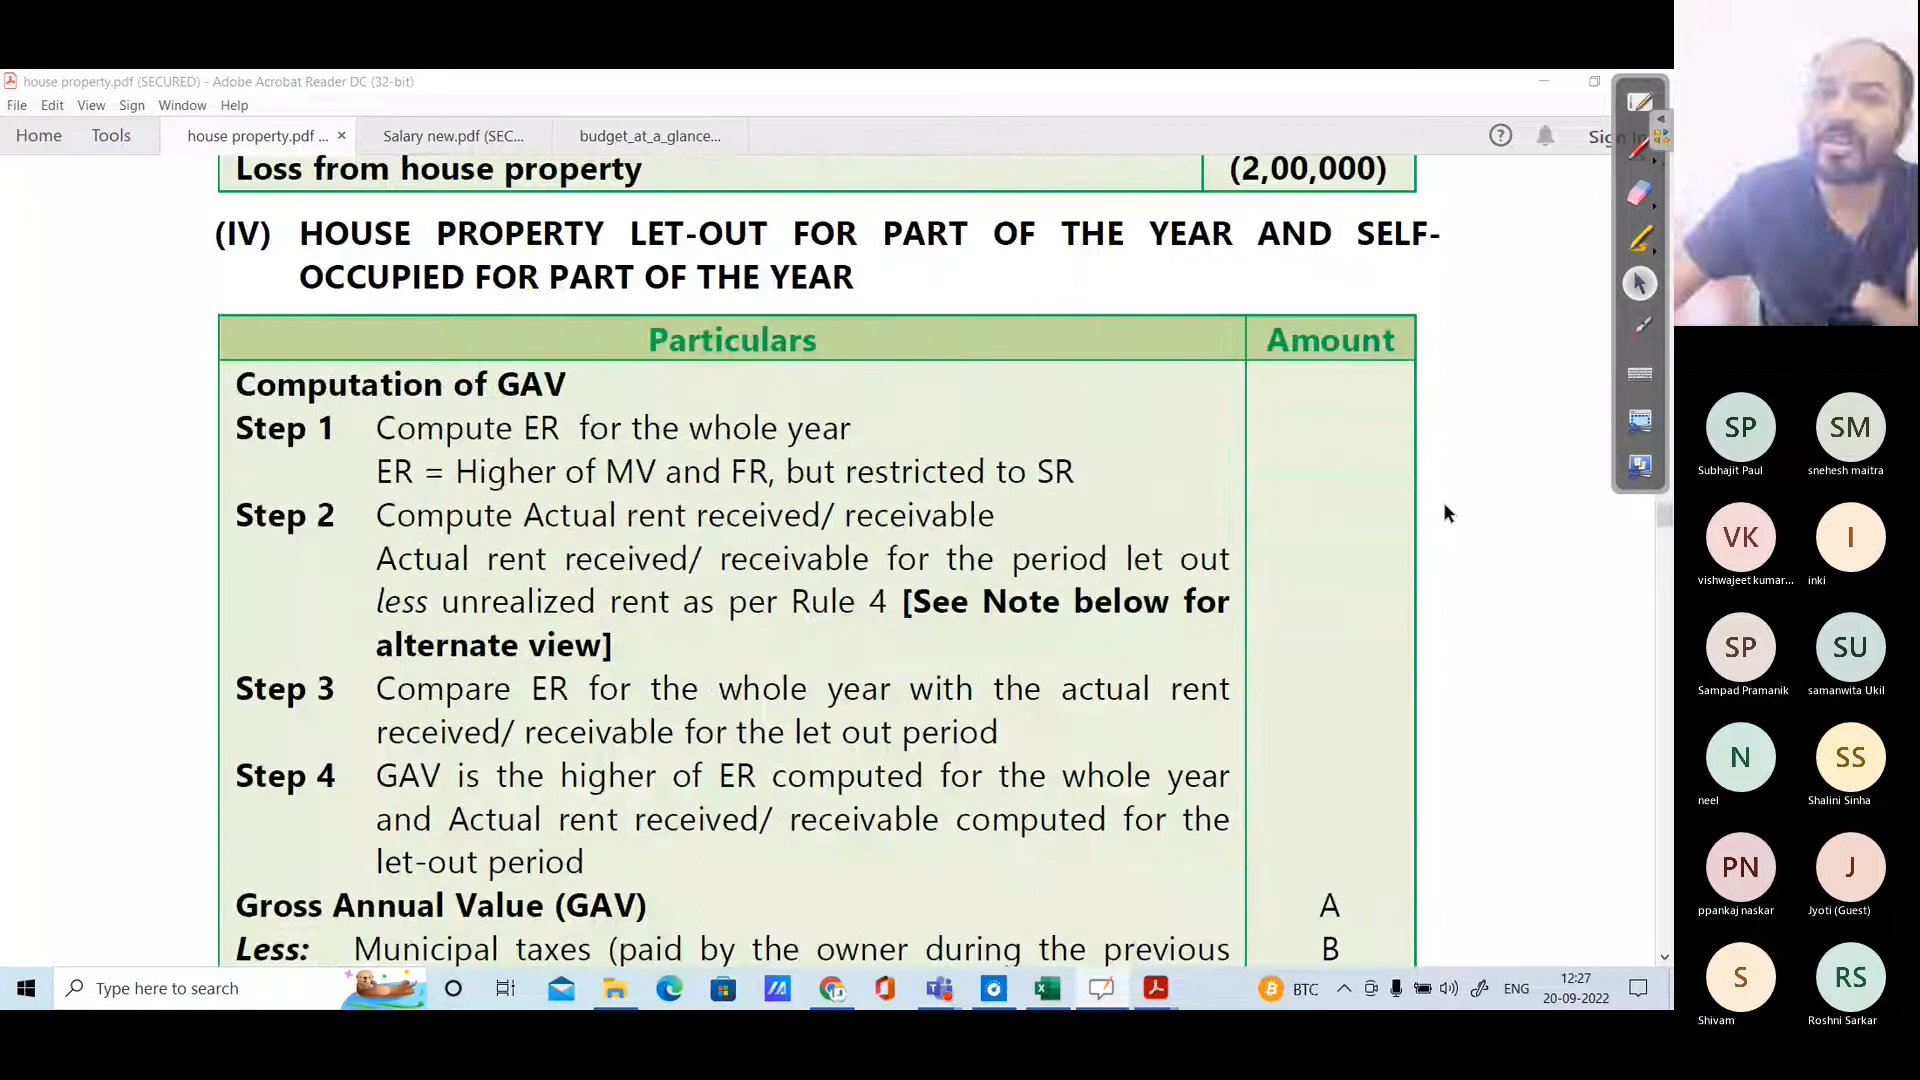 house property.pdf (SECURED) - Adobe Acrobat Reader DC (32-bit)
File Edit View Sign Window Help
Home Tools house property.pdf ... × Salary new.pdf (SEC... budget_at_a_glance... Sign In
Loss from house property (2,00,000)
(IV) HOUSE PROPERTY LET-OUT FOR PART OF THE YEAR AND SELF-
OCCUPIED FOR PART OF THE YEAR
Particulars Amount
Computation of GAV
Step 1 Compute ER for the whole year
ER = Higher of MV and FR, but restricted to SR
Step 2 Compute Actual rent received/ receivable
Actual rent received/ receivable for the period let out
less unrealized rent as per Rule 4 [See Note below for
alternate view]
Step 3 Compare ER for the whole year with the actual rent
received/ receivable for the let out period
Step 4 GAV is the higher of ER computed for the whole year
and Actual rent received/ receivable computed for the
let-out period
Gross Annual Value (GAV) A
Less: Municipal taxes (paid by the owner during the previous B
Type here to search BTC ENG 12:27
20-09-2022
SP SM
Subhajit Paul snehesh maitra
VK I
vishwajeet kumar... inki
SP SU
Sampad Pramanik samanwita Ukil
N SS
neel Shalini Sinha
PN J
ppankaj naskar Jyoti (Guest)
S RS
Shivam Roshni Sarkar